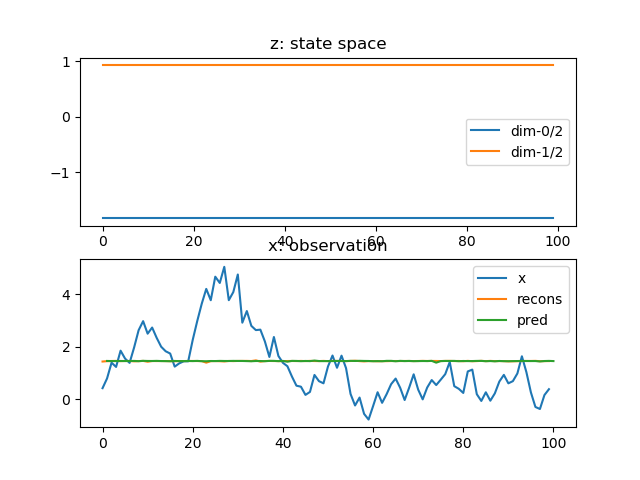 z: state space
1
0
−1
dim-0/2
dim-1/2
0 20 40 60 80 100
x: observation
4
2
0
x
recons
pred
0 20 40 60 80 100